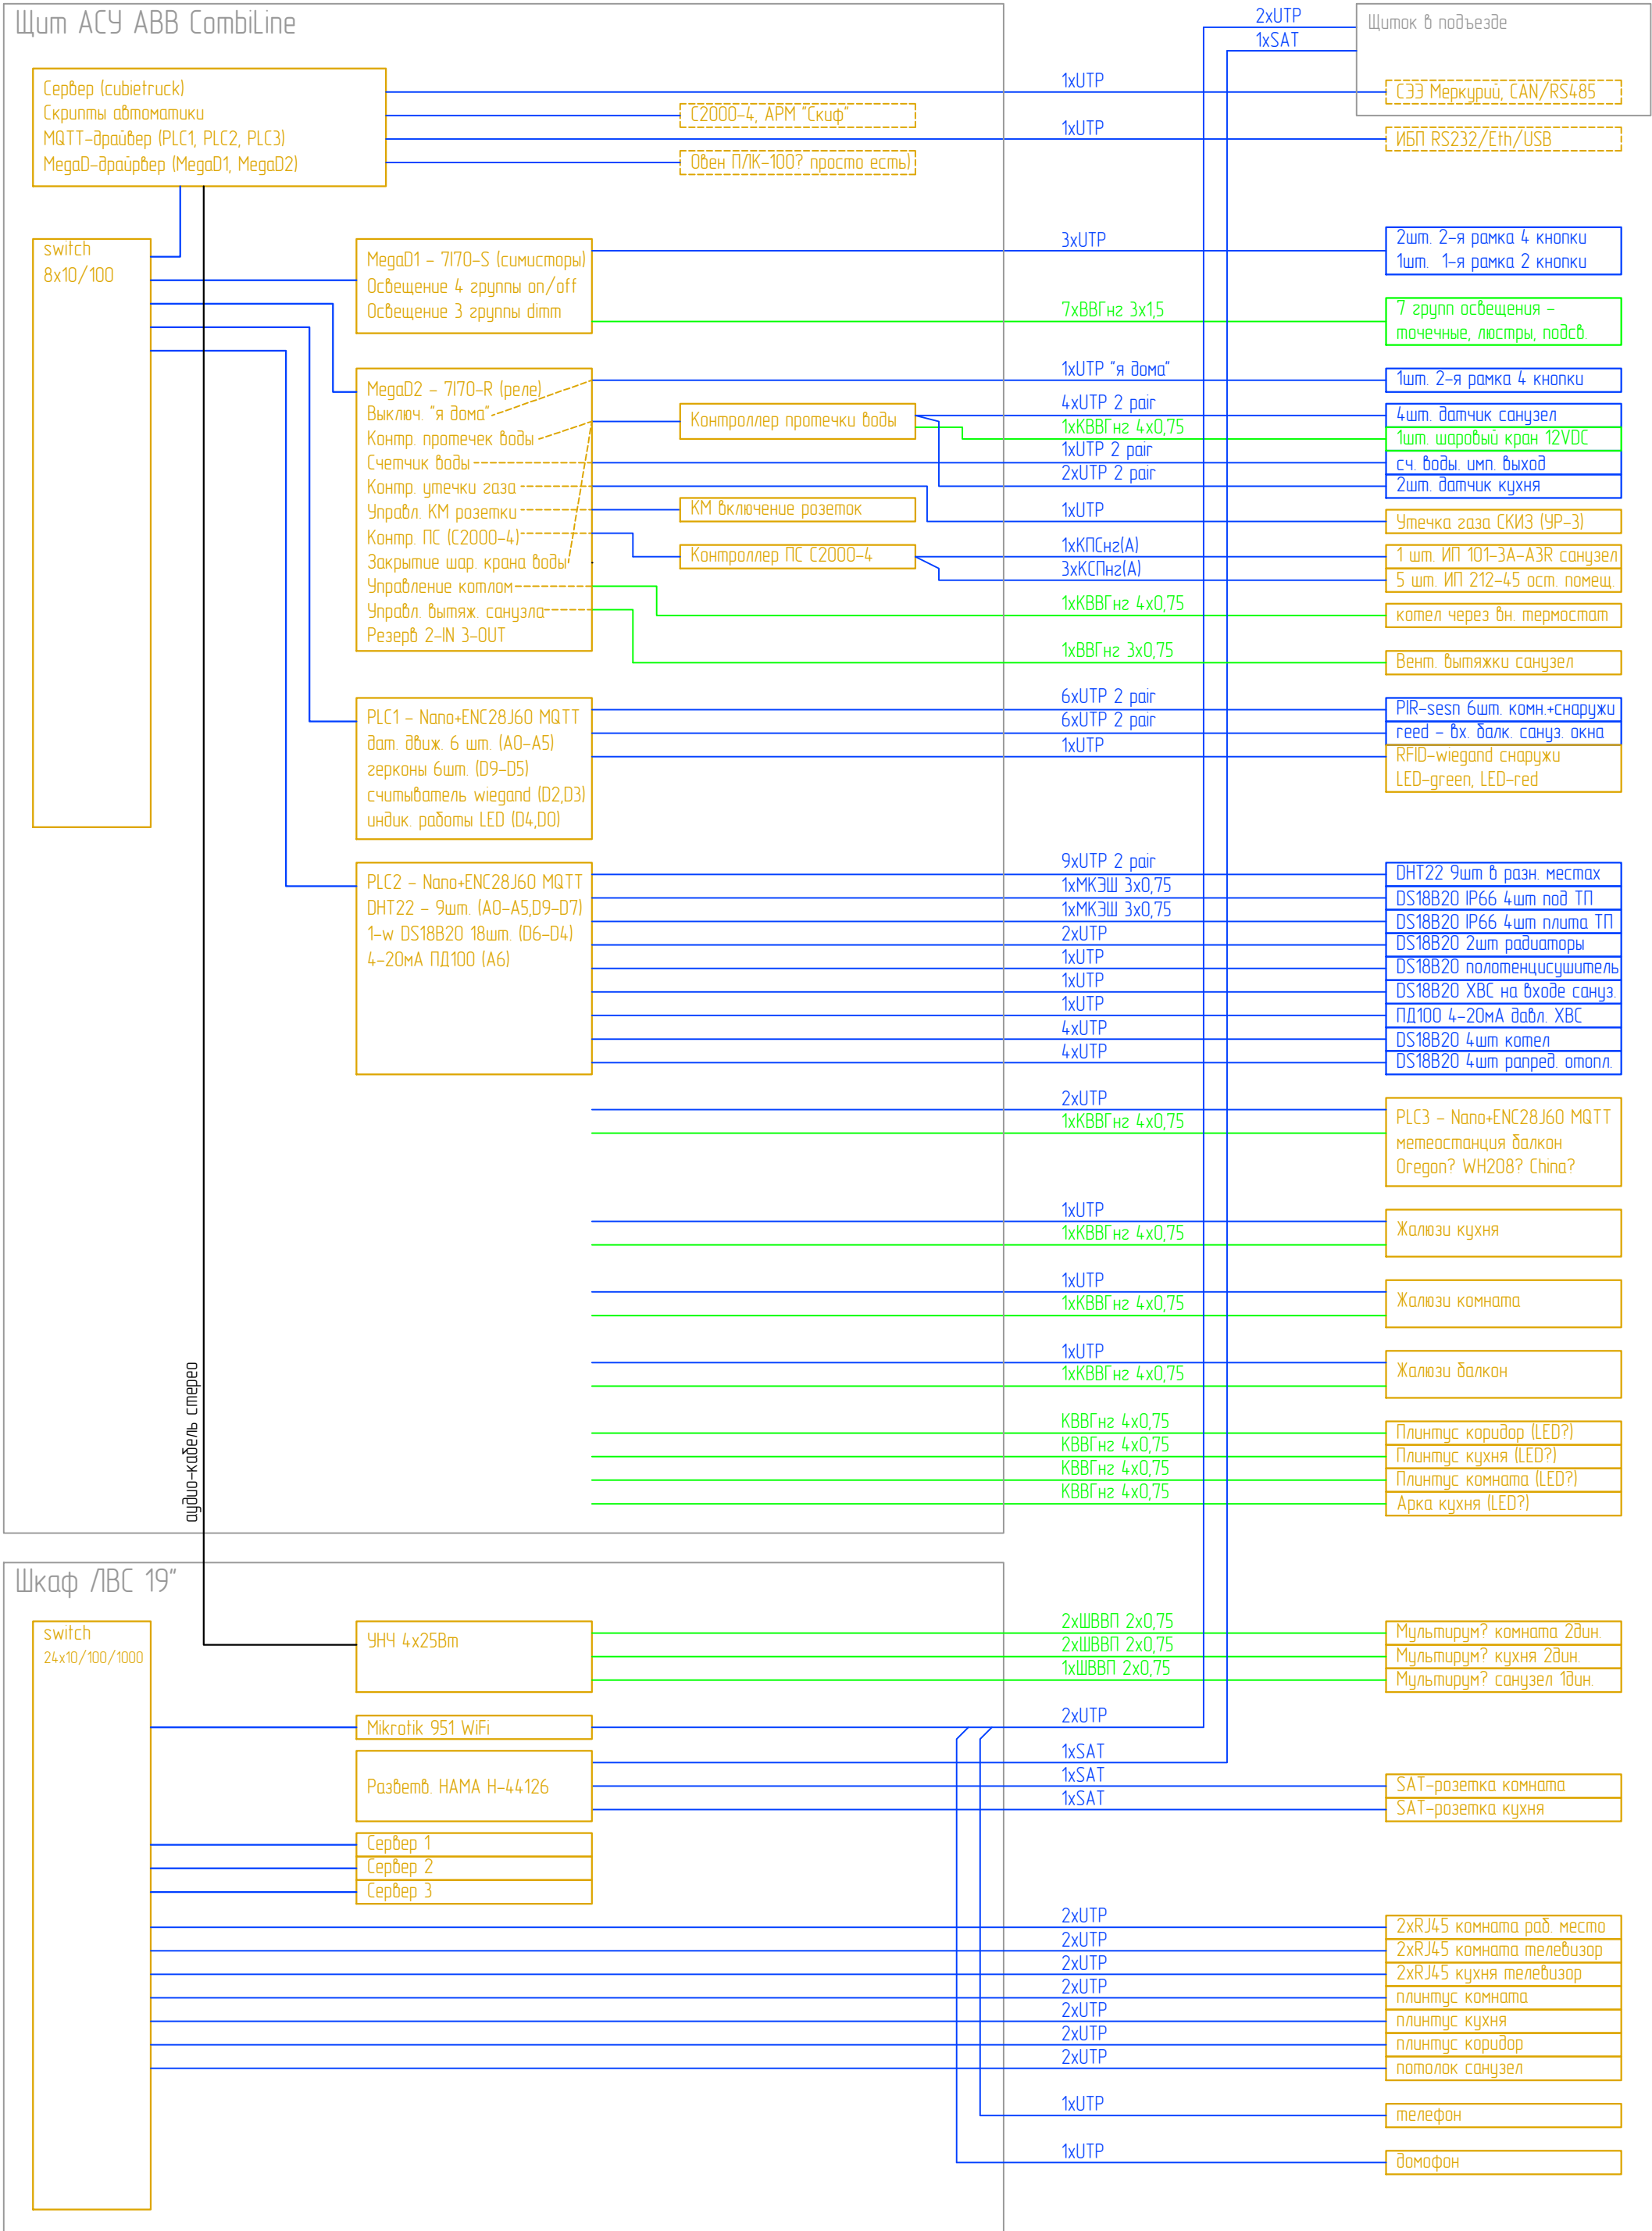 Щит АСУ ABB CombiLine
2xUTP
Щиток в подъезде
1xSAT
Сервер (cubietruck)
Скрипты автоматики
MQTT-драйвер (PLC1, PLC2, PLC3)
MegaD-драйрвер (MegaD1, MegaD2)
1xUTP
СЭЭ Меркурий, CAN/RS485
С2000-4, АРМ "Скиф"
1xUTP
ИБП RS232/Eth/USB
Овен ПЛК-100? просто есть)
switch
8x10/100
MegaD1 - 7I7O-S (симисторы)
Освещение 4 группы on/off
Освещение 3 группы dimm
3xUTP
2шт. 2-я рамка 4 кнопки
1шт. 1-я рамка 2 кнопки
7xВВГнг 3x1,5
7 групп освещения -
точечные, люстры, подсв.
MegaD2 - 7I7O-R (реле)
Выключ. "я дома"
Контр. протечек воды
Счетчик воды
Контр. утечки газа
Управл. КМ розетки
Контр. ПС (С2000-4)
Закрытие шар. крана воды
Управление котлом
Управл. вытяж. санузла
Резерв 2-IN 3-OUT
1xUTP "я дома"
1шт. 2-я рамка 4 кнопки
Контроллер протечки воды
4xUTP 2 pair
4шт. датчик санузел
1xКВВГнг 4x0,75
1шт. шаровый кран 12VDC
1xUTP 2 pair
сч. воды. имп. выход
2xUTP 2 pair
2шт. датчик кухня
КМ включение розеток
1xUTP
Утечка газа СКИЗ (УР-3)
Контроллер ПС С2000-4
1xКПСнг(А)
1 шт. ИП 101-3А-А3R санузел
3xКСПнг(А)
5 шт. ИП 212-45 ост. помещ.
1xКВВГнг 4x0,75
котел через вн. термостат
1xВВГнг 3x0,75
Вент. вытяжки санузел
PLC1 - Nano+ENC28J60 MQTT
дат. движ. 6 шт. (A0-A5)
герконы 6шт. (D9-D5)
считыватель wiegand (D2,D3)
индик. работы LED (D4,D0)
6xUTP 2 pair
PIR-sesn 6шт. комн.+снаружи
6xUTP 2 pair
reed - вх. балк. сануз. окна
1xUTP
RFID-wiegand снаружи
LED-green, LED-red
PLC2 - Nano+ENC28J60 MQTT
DHT22 - 9шт. (A0-A5,D9-D7)
1-w DS18B20 18шт. (D6-D4)
4-20мА ПД100 (A6)
9xUTP 2 pair
DHT22 9шт в разн. местах
1xМКЭШ 3x0,75
DS18B20 IP66 4шт под ТП
1xМКЭШ 3x0,75
DS18B20 IP66 4шт плита ТП
2xUTP
DS18B20 2шт радиаторы
1xUTP
DS18B20 полотенцисушитель
1xUTP
DS18B20 ХВС на входе сануз.
1xUTP
ПД100 4-20мА давл. ХВС
4xUTP
DS18B20 4шт котел
4xUTP
DS18B20 4шт рапред. отопл.
2xUTP
1xКВВГнг 4x0,75
PLC3 - Nano+ENC28J60 MQTT
метеостанция балкон
Oregon? WH208? China?
1xUTP
1xКВВГнг 4x0,75
Жалюзи кухня
1xUTP
1xКВВГнг 4x0,75
Жалюзи комната
1xUTP
1xКВВГнг 4x0,75
Жалюзи балкон
аудио-кабель стерео
КВВГнг 4x0,75
Плинтус коридор (LED?)
КВВГнг 4x0,75
Плинтус кухня (LED?)
КВВГнг 4x0,75
Плинтус комната (LED?)
КВВГнг 4x0,75
Арка кухня (LED?)
Шкаф ЛВС 19"
switch
24x10/100/1000
УНЧ 4x25Вт
2xШВВП 2x0,75
Мультирум? комната 2дин.
2xШВВП 2x0,75
Мультирум? кухня 2дин.
1xШВВП 2x0,75
Мультирум? санузел 1дин.
Mikrotik 951 WiFi
2xUTP
1xSAT
Разветв. HAMA H-44126
1xSAT
SAT-розетка комната
1xSAT
SAT-розетка кухня
Сервер 1
Сервер 2
Сервер 3
2xUTP
2xRJ45 комната раб. место
2xUTP
2xRJ45 комната телевизор
2xUTP
2xRJ45 кухня телевизор
2xUTP
плинтус комната
2xUTP
плинтус кухня
2xUTP
плинтус коридор
2xUTP
потолок санузел
1xUTP
телефон
1xUTP
домофон